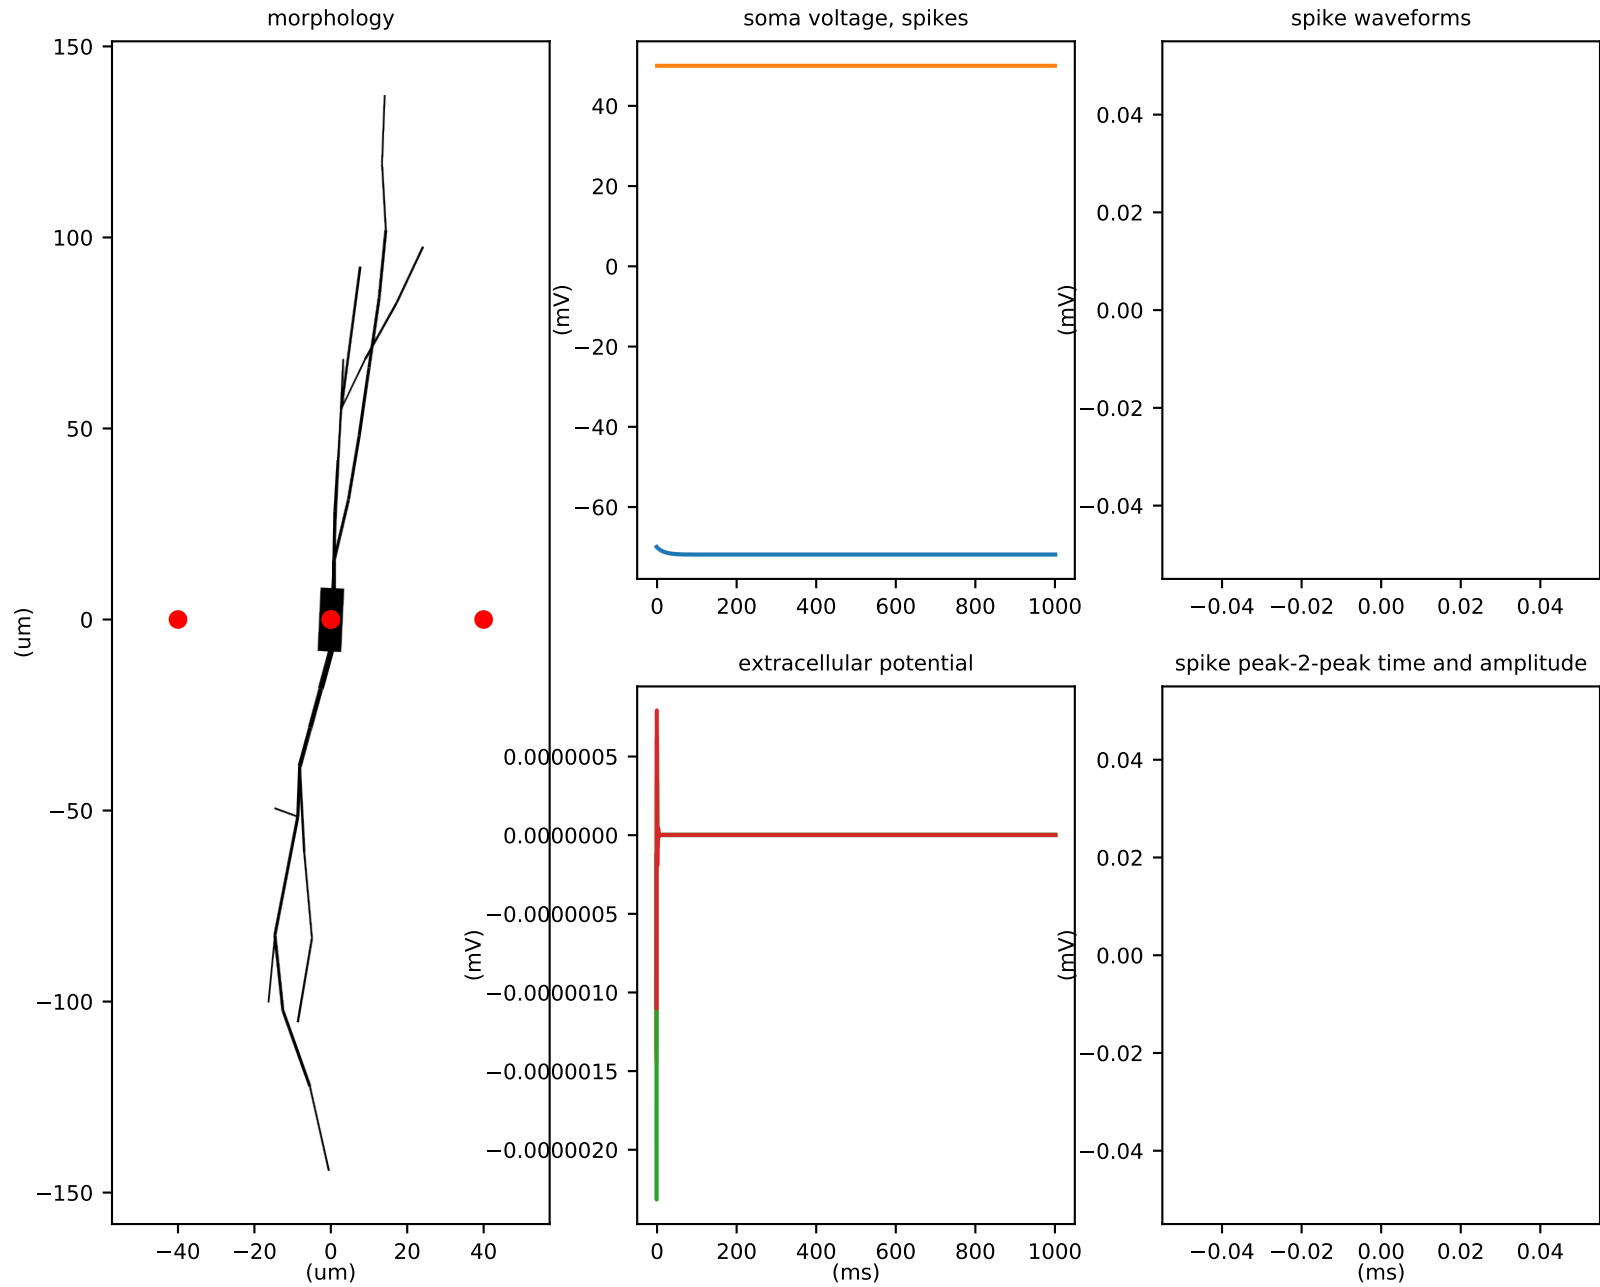 morphology
150
100
50
0
−50
−100
−150
(um)
−40 −20 0 20 40
(um)
soma voltage, spikes
40
20
0
−20
−40
−60
(mV)
0 200 400 600 800 1000
spike waveforms
0.04
0.02
0.00
−0.02
−0.04
(mV)
−0.04 −0.02 0.00 0.02 0.04
extracellular potential
0.0000005
0.0000000
−0.0000005
−0.0000010
−0.0000015
−0.0000020
(mV)
0 200 400 600 800 1000
(ms)
spike peak-2-peak time and amplitude
0.04
0.02
0.00
−0.02
−0.04
(mV)
−0.04 −0.02 0.00 0.02 0.04
(ms)